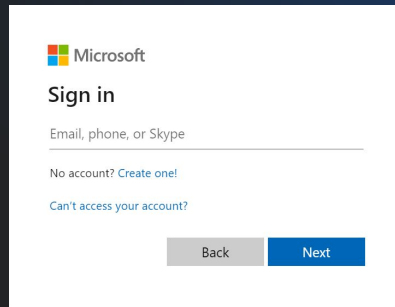 Microsoft
Sign in
Email, phone, or Skype
No account? Create one!
Can't access your account?
Back Next